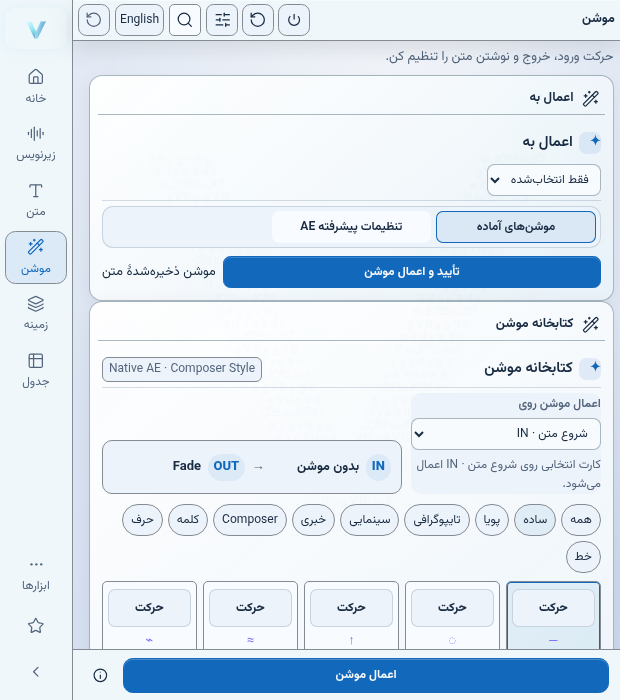 موشن
English
حرکت ورود، خروج و نوشتن متن را تنظیم کن.
خانه
زیرنویس
متن
موشن
زمینه
جدول
ابزارها
اعمال به
اعمال به
فقط انتخاب‌شده
موشن‌های آماده
تنظیمات پیشرفته AE
تأیید و اعمال موشن
موشن ذخیره‌شدهٔ متن
کتابخانه موشن
کتابخانه موشن
Native AE · Composer Style
اعمال موشن روی
شروع متن · IN
کارت انتخابی روی شروع متن · IN اعمال
می‌شود.
IN بدون موشن → OUT Fade
همه
ساده
پویا
تایپوگرافی
سینمایی
خبری
Composer
کلمه
حرف
خط
حرکت
حرکت
حرکت
حرکت
حرکت
اعمال موشن